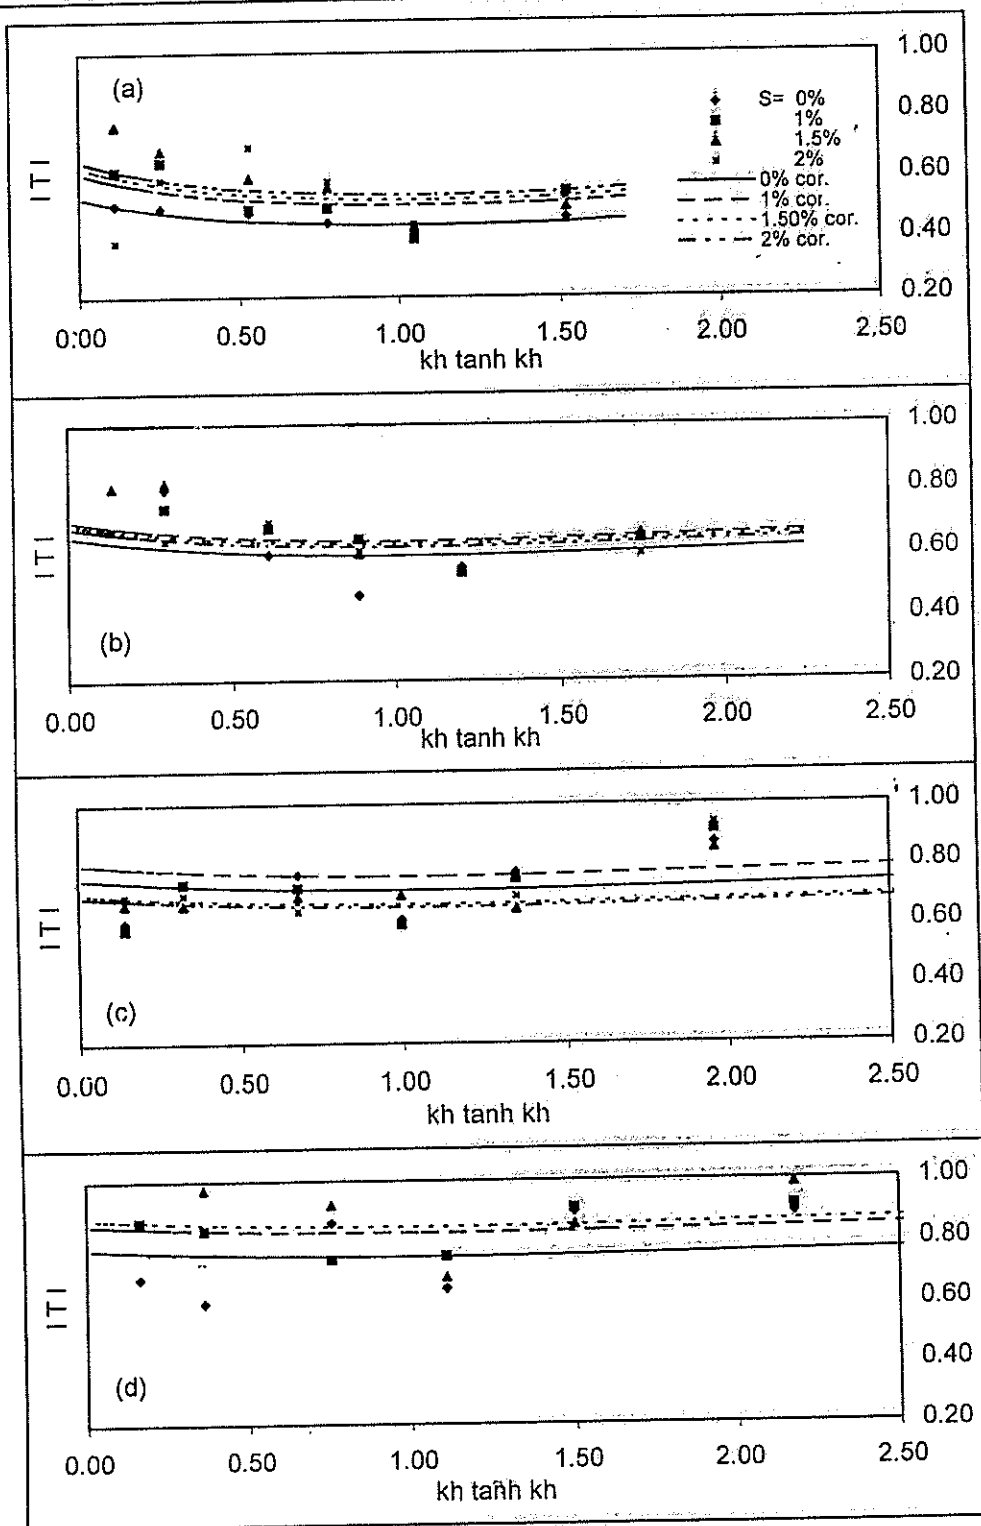 1.00
(a)
S= 0%
0.80
1%
1.5%
0.60
2%
I T I
0% cor.
1% cor.
0.40
1.50% cor.
2% cor.
0.20
0.00 0.50 1.00 1.50 2.00 2.50
kh tanh kh
1.00
0.80
0.60
I T I
0.40
(b)
0.20
0.00 0.50 1.00 1.50 2.00 2.50
kh tanh kh
1.00
0.80
0.60
I T I
0.40
(c)
0.20
0.00 0.50 1.00 1.50 2.00 2.50
kh tanh kh
1.00
0.80
0.60
I T I
0.40
(d)
0.20
0.00 0.50 1.00 1.50 2.00 2.50
kh tanh kh